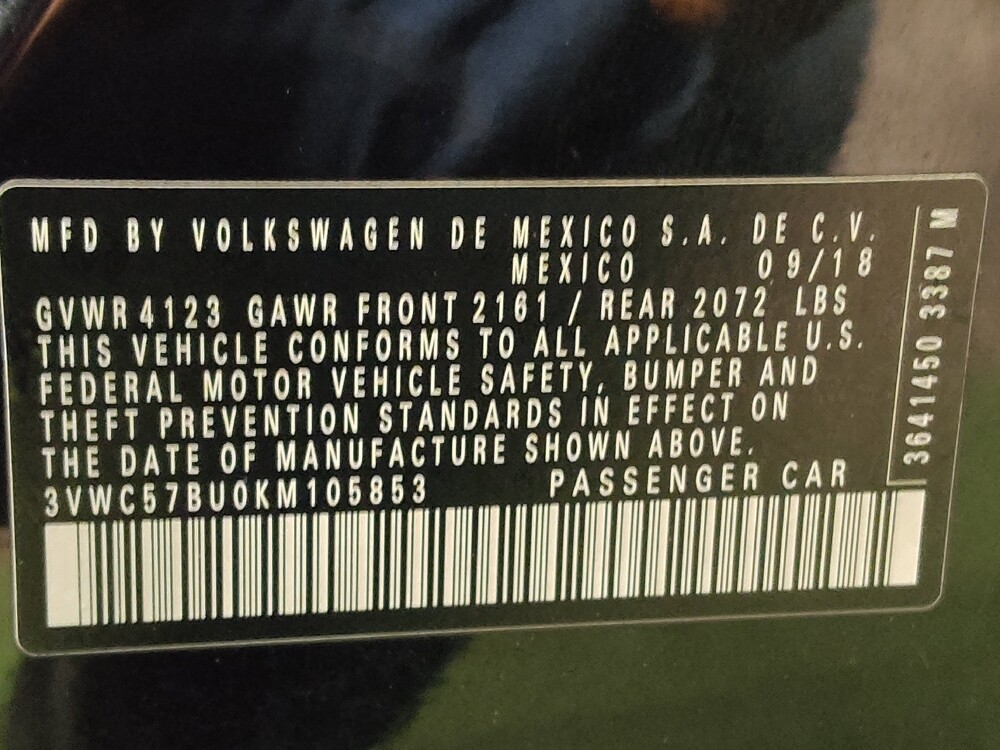 MFD BY VOLKSWAGEN DE MEXICO S.A. DE C.V.
MEXICO 09/18
GVWR 4123 GAWR FRONT 2161 / REAR 2072 LBS
THIS VEHICLE CONFORMS TO ALL APPLICABLE U.S.
FEDERAL MOTOR VEHICLE SAFETY, BUMPER AND
THEFT PREVENTION STANDARDS IN EFFECT ON
THE DATE OF MANUFACTURE SHOWN ABOVE.
3VWC57BU0KM105853 PASSENGER CAR
3641450 3387 M